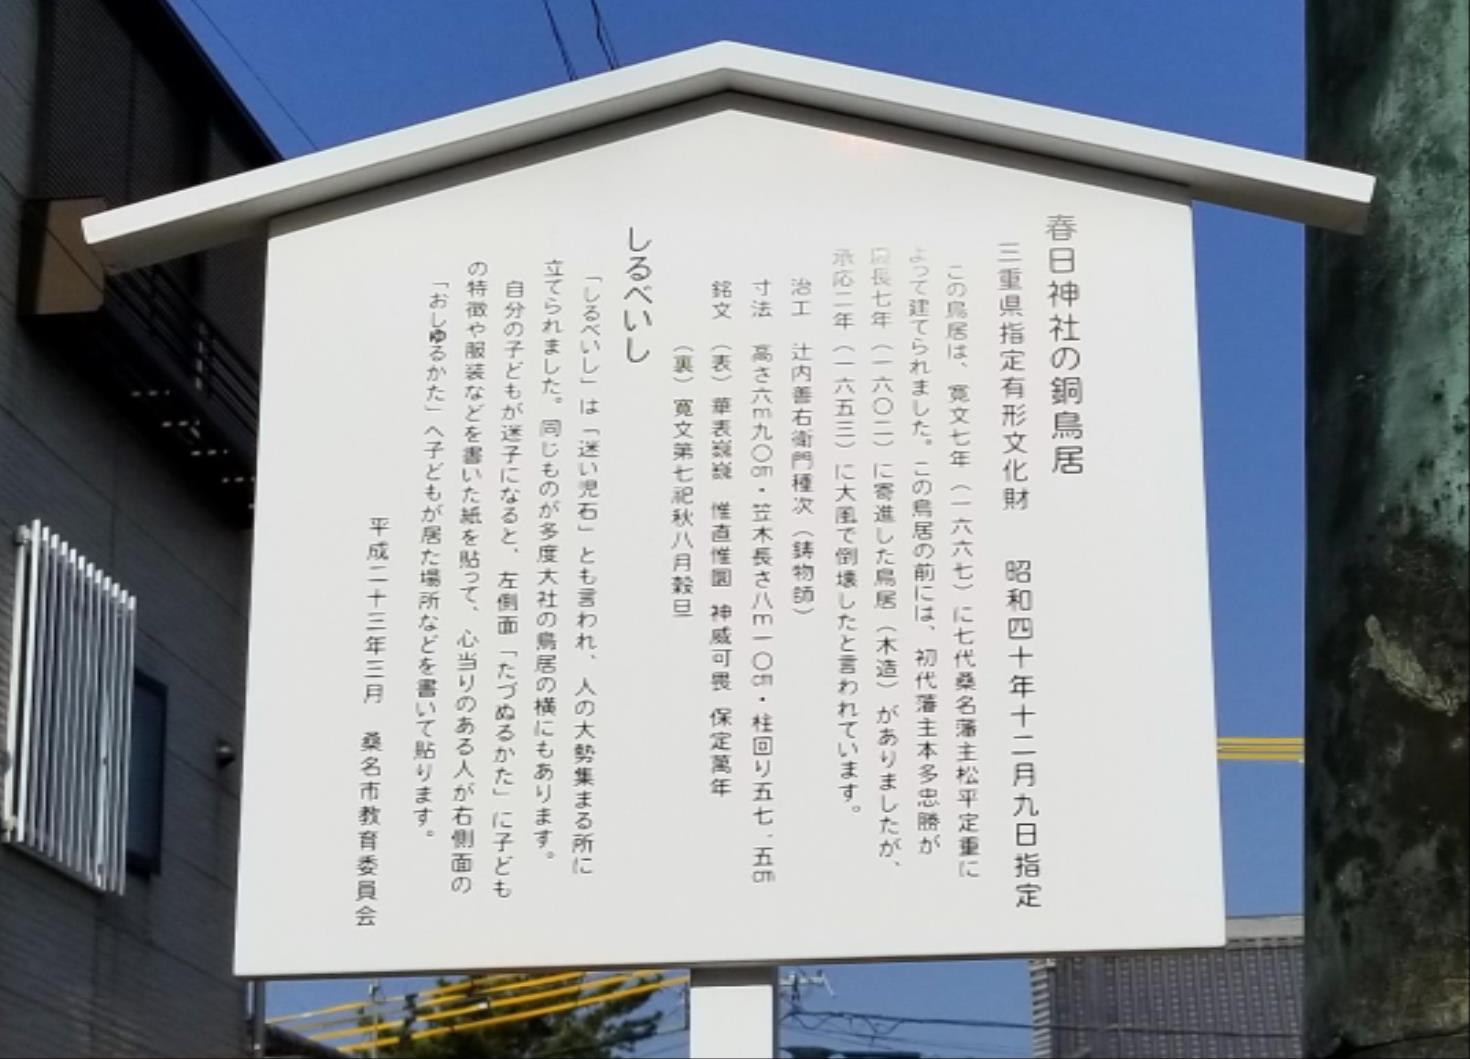 春日神社の銅鳥居
三重県指定有形文化財　昭和四十年十二月九日指定
この鳥居は、寛文七年（一六六七）に七代桑名藩主松平定重に
よって建てられました。この鳥居の前には、初代藩主本多忠勝が
慶長七年（一六〇二）に寄進した鳥居（木造）がありましたが、
承応二年（一六五三）に大風で倒壊したと言われています。
治工　辻内善右衛門種次（鋳物師）
寸法　高さ六m九〇㎝・笠木長さ八m一〇㎝・柱回り五七．五㎝
銘文　（表）華表巍巍　惟直惟圓　神威可畏　保定萬年
（裏）寛文第七祀秋八月穀旦
しるべいし
「しるべいし」は「迷い児石」とも言われ、人の大勢集まる所に
立てられました。同じものが多度大社の鳥居の横にもあります。
自分の子どもが迷子になると、左側面「たづぬるかた」に子ども
の特徴や服装などを書いた紙を貼って、心当りのある人が右側面の
「おしゆるかた」へ子どもが居た場所などを書いて貼ります。
平成二十三年三月　桑名市教育委員会